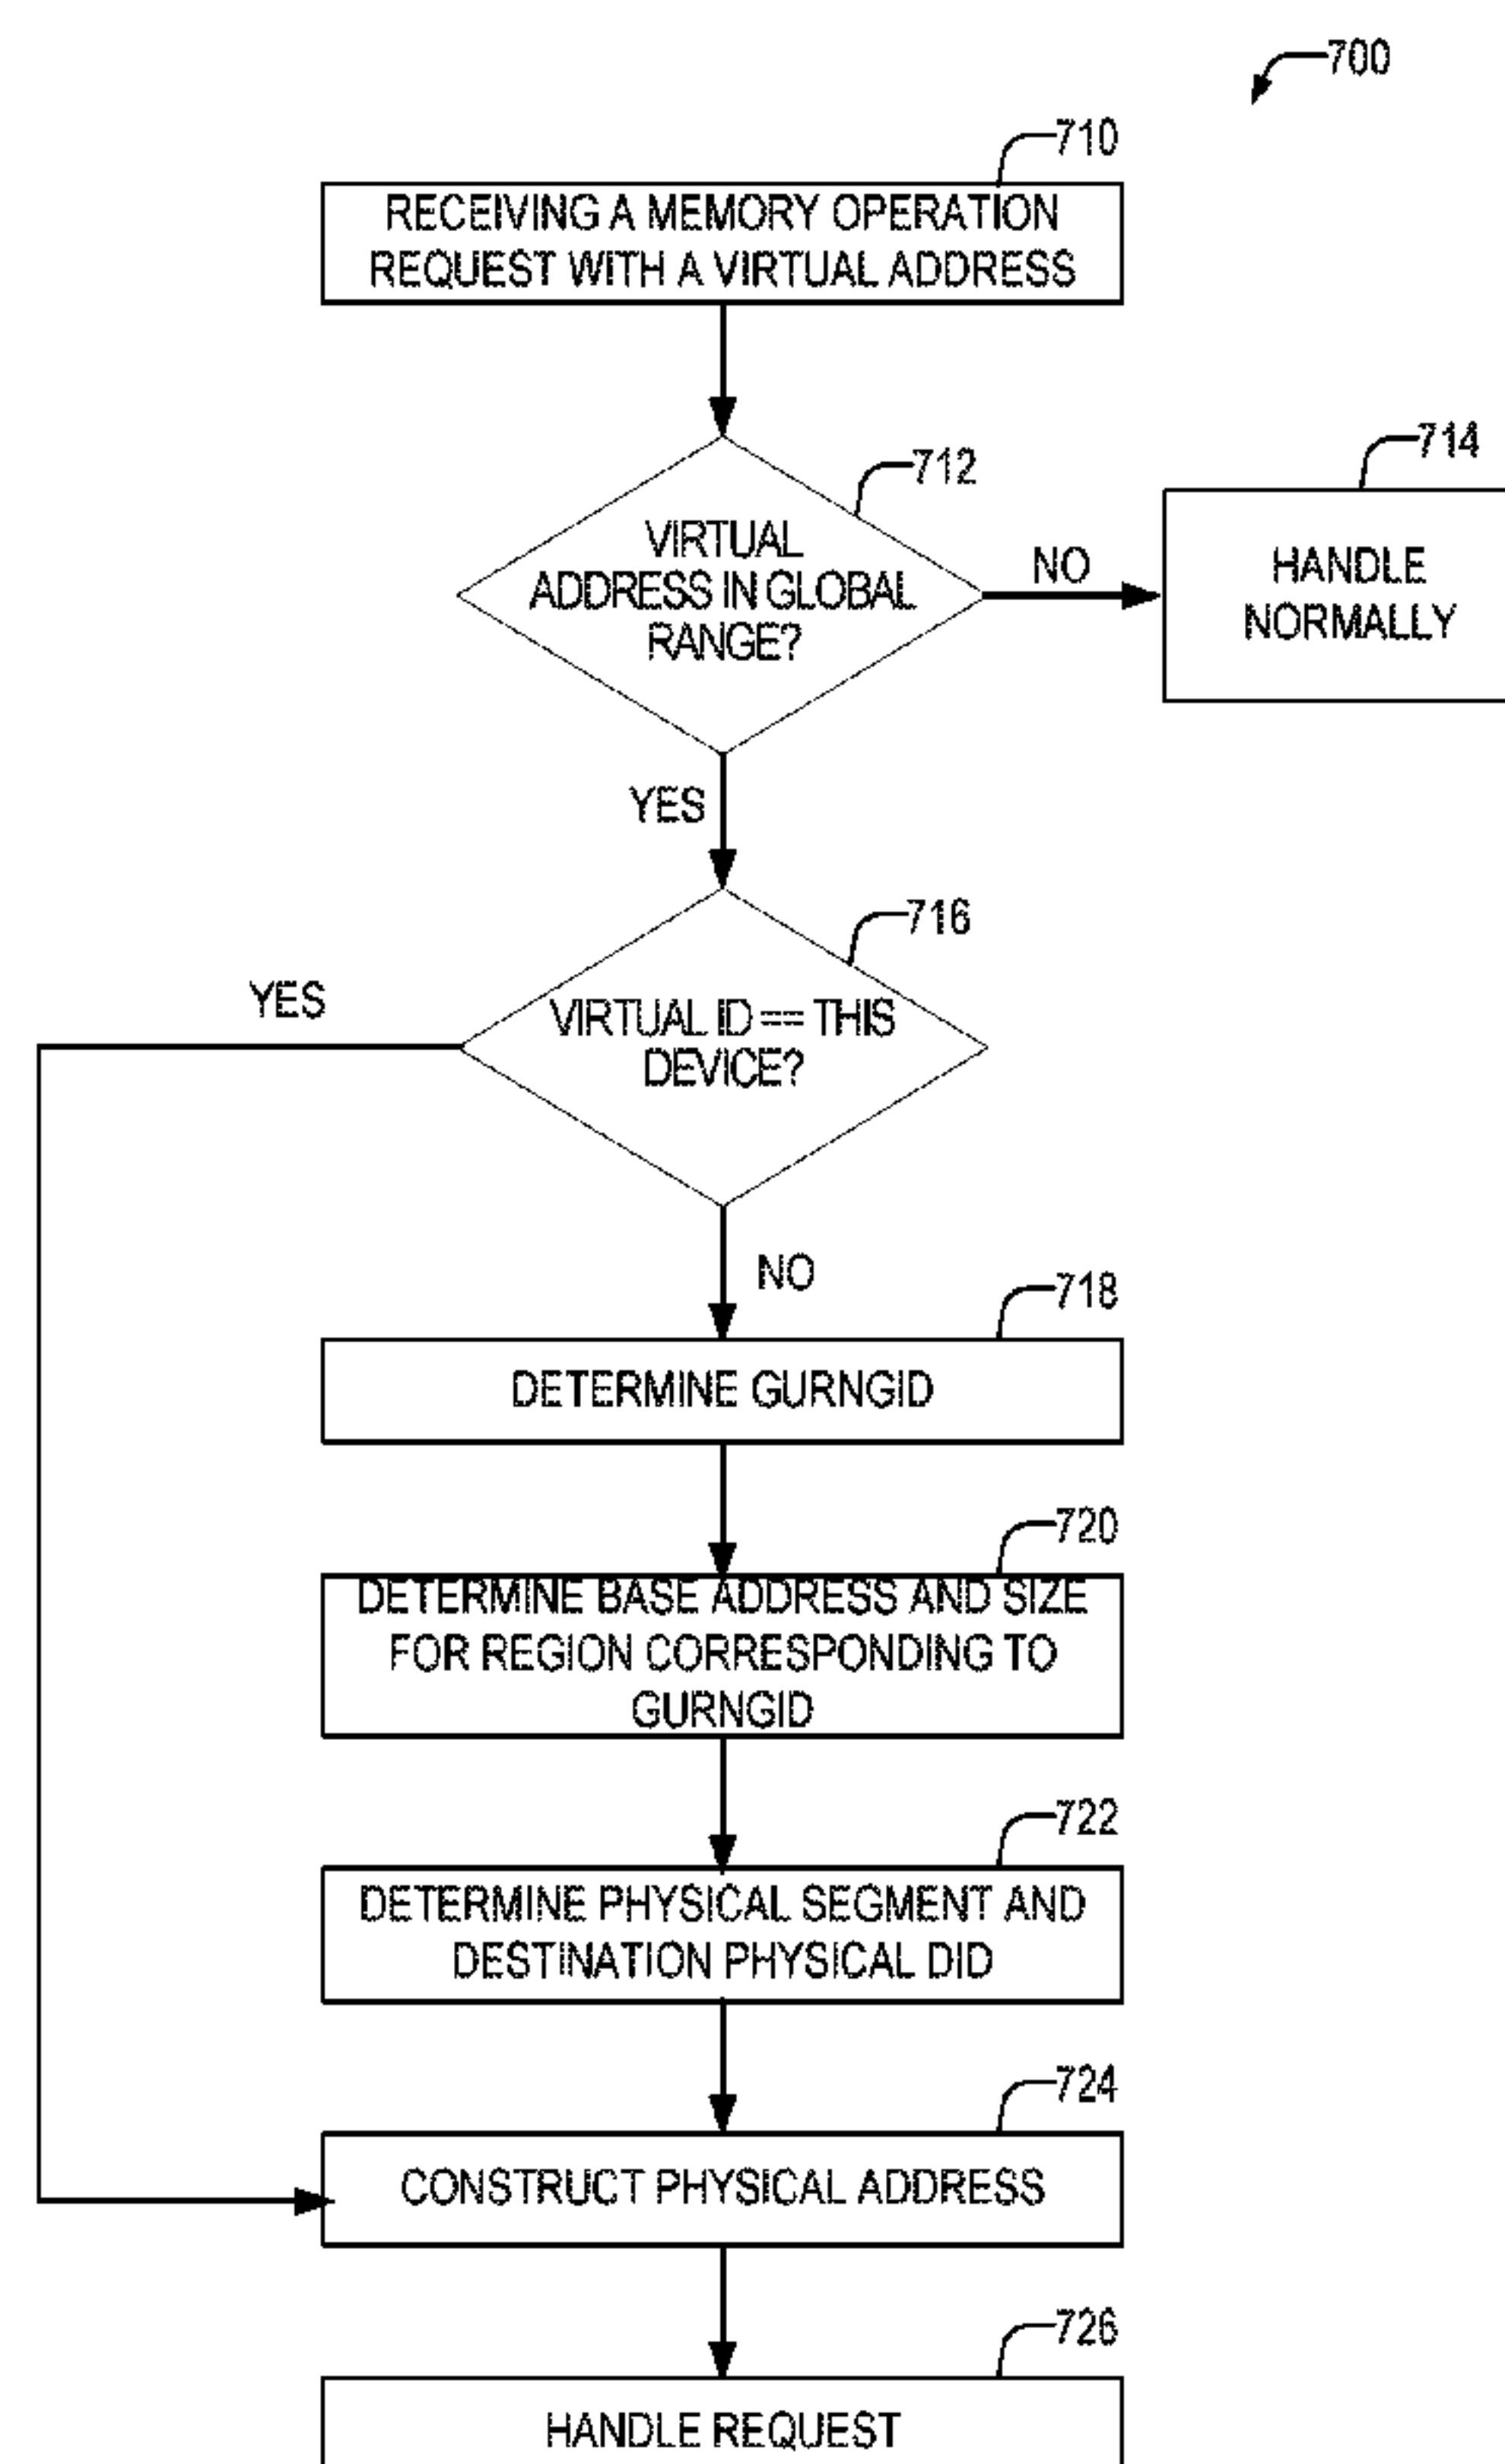 700
710
RECEIVING A MEMORY OPERATION
REQUEST WITH A VIRTUAL ADDRESS
712
VIRTUAL
ADDRESS IN GLOBAL
RANGE?
NO
714
HANDLE
NORMALLY
YES
716
VIRTUAL ID == THIS
DEVICE?
YES
NO
718
DETERMINE GURNGID
720
DETERMINE BASE ADDRESS AND SIZE
FOR REGION CORRESPONDING TO
GURNGID
722
DETERMINE PHYSICAL SEGMENT AND
DESTINATION PHYSICAL DID
724
CONSTRUCT PHYSICAL ADDRESS
726
HANDLE REQUEST